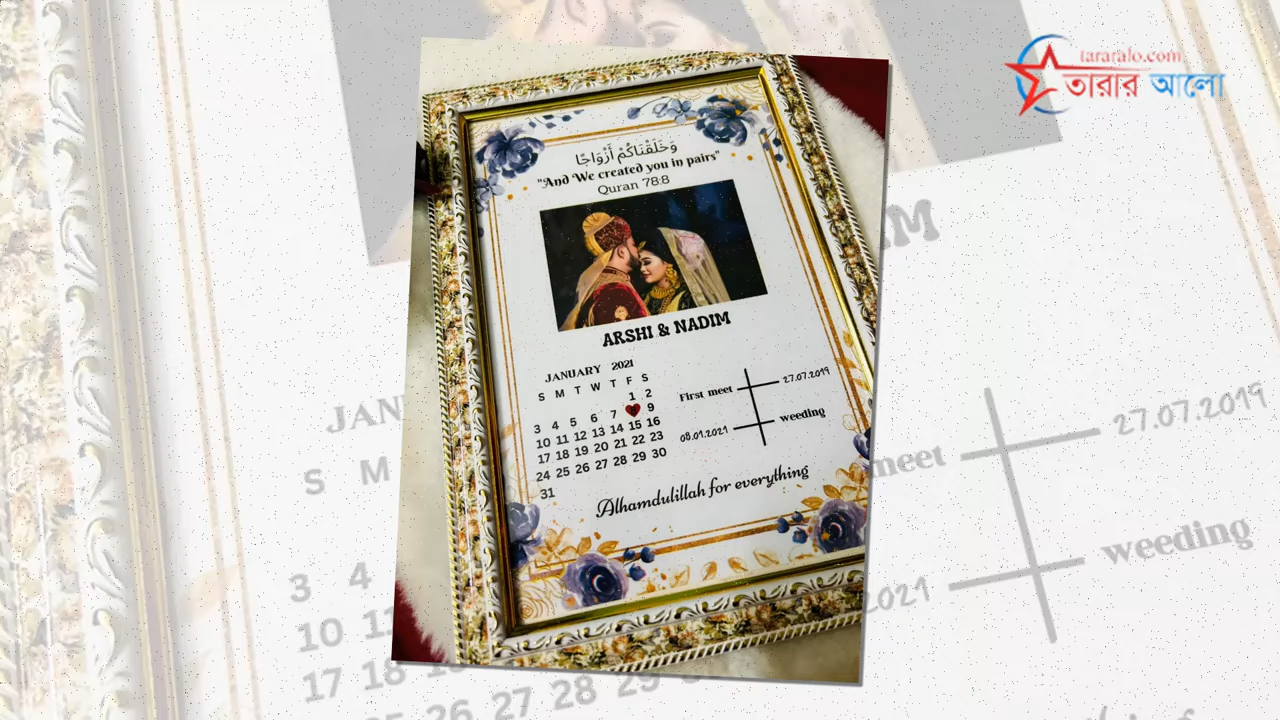 tararalo.com
তারার আলো
وَخَلَقْنَاكُمْ أَزْوَاجًا
"And We created you in pairs"
Quran 78:8
ARSHI & NADIM
JANUARY 2021
S M T W T F S
1 2
3 4 5 6 7 8 9
10 11 12 13 14 15 16
17 18 19 20 21 22 23
24 25 26 27 28 29 30
31
First meet 27.07.2019
08.01.2021 weeding
Alhamdulillah for everything